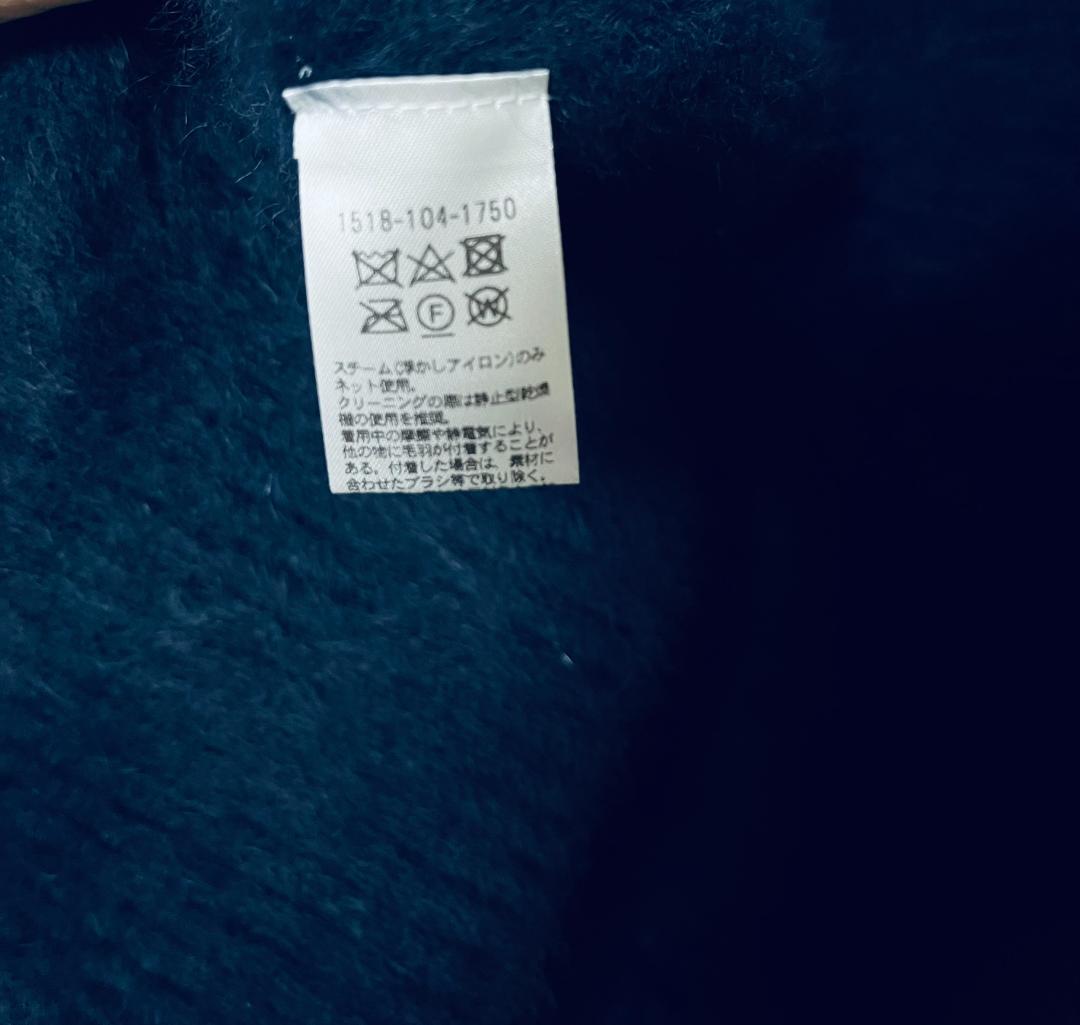 1518-104-1750
F
W
スチーム(浮かしアイロン)のみ
ネット使用。
クリーニングの際は静止型乾燥
機の使用を推奨。
着用中の摩擦や静電気により、
他の物に毛羽が付着することが
ある。付着した場合は、素材に
合わせたブラシ等で取り除く。